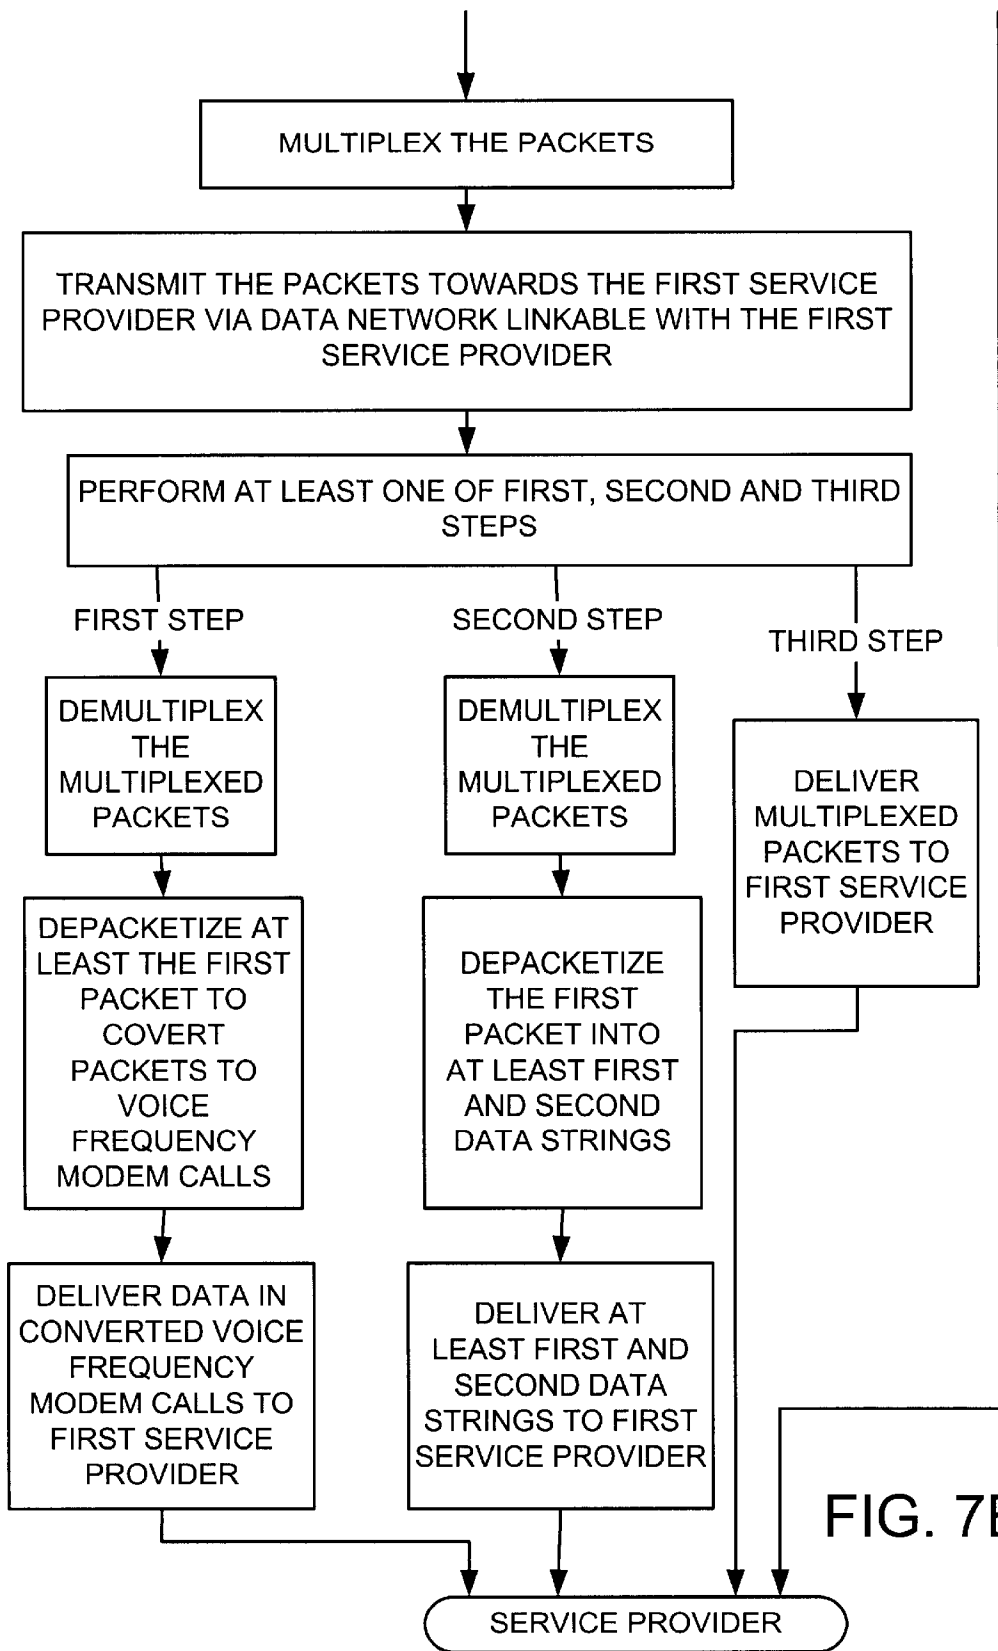 MULTIPLEX THE PACKETS
TRANSMIT THE PACKETS TOWARDS THE FIRST SERVICE
PROVIDER VIA DATA NETWORK LINKABLE WITH THE FIRST
SERVICE PROVIDER
PERFORM AT LEAST ONE OF FIRST, SECOND AND THIRD
STEPS
FIRST STEP
DEMULTIPLEX
THE
MULTIPLEXED
PACKETS
DEPACKETIZE AT
LEAST THE FIRST
PACKET TO
COVERT
PACKETS TO
VOICE
FREQUENCY
MODEM CALLS
DELIVER DATA IN
CONVERTED VOICE
FREQUENCY
MODEM CALLS TO
FIRST SERVICE
PROVIDER
SECOND STEP
DEMULTIPLEX
THE
MULTIPLEXED
PACKETS
DEPACKETIZE
THE FIRST
PACKET INTO
AT LEAST FIRST
AND SECOND
DATA STRINGS
DELIVER AT
LEAST FIRST AND
SECOND DATA
STRINGS TO FIRST
SERVICE PROVIDER
THIRD STEP
DELIVER
MULTIPLEXED
PACKETS TO
FIRST SERVICE
PROVIDER
SERVICE PROVIDER
FIG. 7B